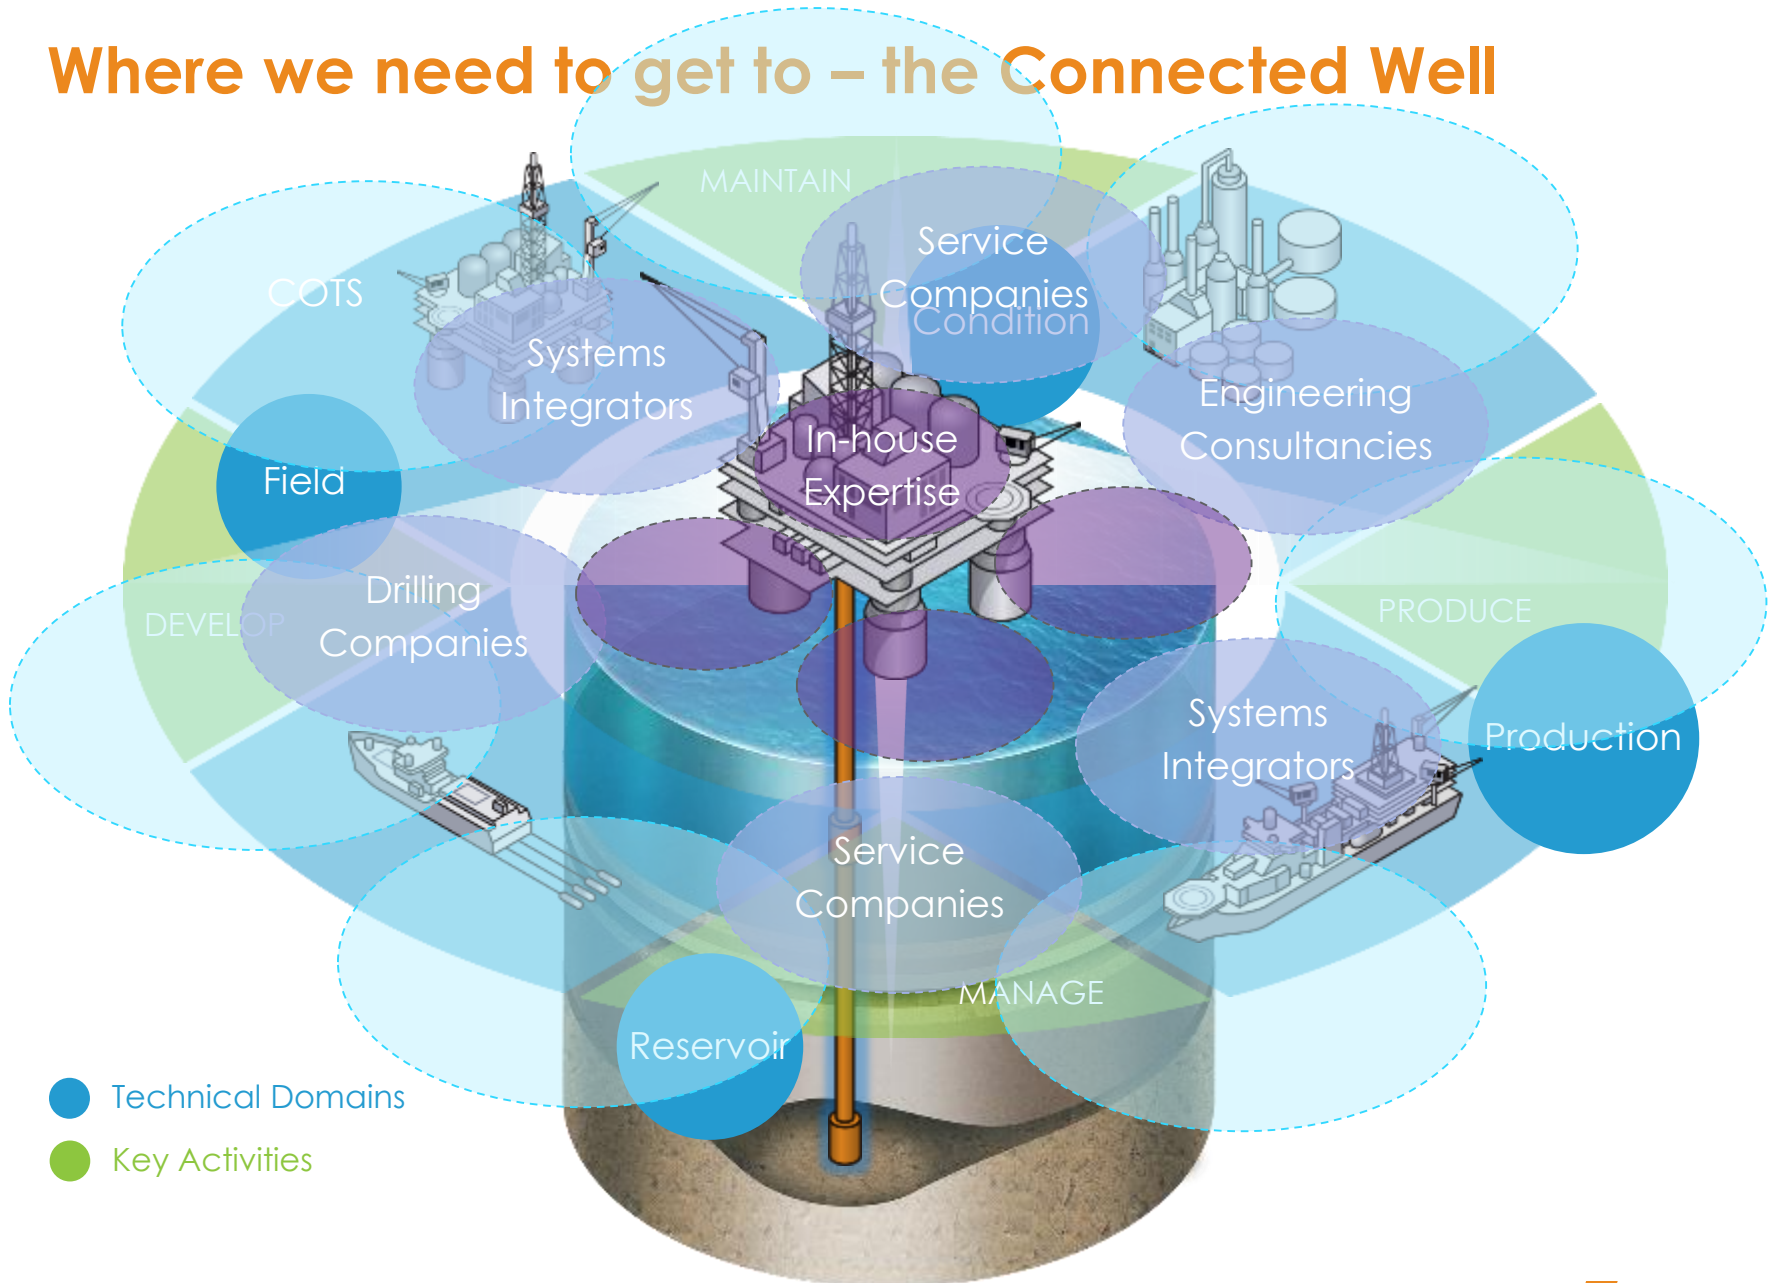 Where we need to get to – the Connected Well
MAINTAIN
Service
Companies
Condition
COTS
Systems
Integrators
Engineering
Consultancies
In-house
Expertise
Field
Drilling
Companies
DEVELOP
PRODUCE
Systems
Integrators
Production
Service
Companies
MANAGE
Reservoir
Technical Domains
Key Activities